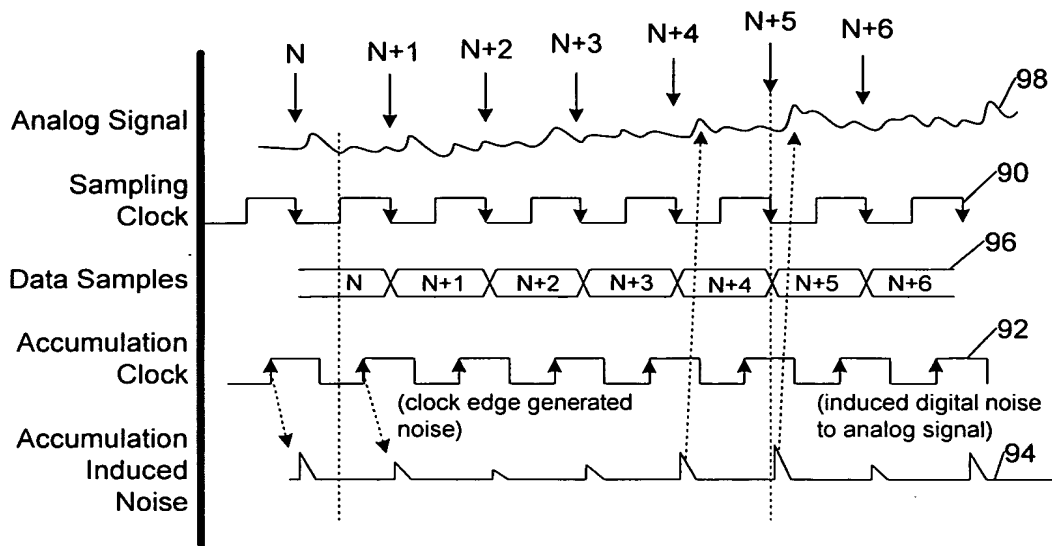 N N+1 N+2 N+3 N+4 N+5 N+6
98
Analog Signal
Sampling
Clock
90
96
Data Samples
N N+1 N+2 N+3 N+4 N+5 N+6
Accumulation
Clock
92
(clock edge generated
noise)
(induced digital noise
to analog signal)
Accumulation
Induced
Noise
94